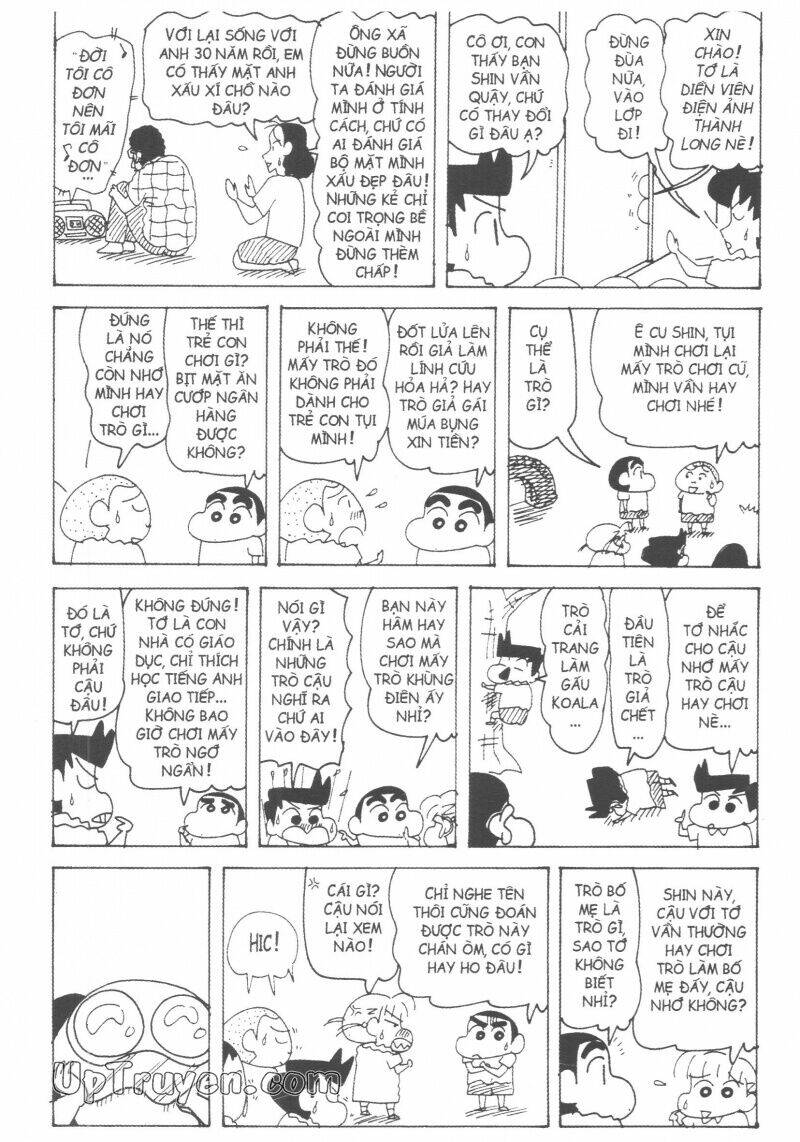 XIN
CHÀO!
TỚ LÀ
DIỄN VIÊN
ĐIỆN ẢNH
THÀNH
LONG NÈ!
ĐỪNG
ĐÙA
NỮA,
VÀO
LỚP
ĐI!
CÔ ƠI, CON
THẤY BẠN
SHIN VẪN
QUẬY, CHỨ
CÓ THAY ĐỔI
GÌ ĐÂU Ạ?
ÔNG XÃ
ĐỪNG BUỒN
NỮA! NGƯỜI
TA ĐÁNH GIÁ
MÌNH Ở TÍNH
CÁCH, CHỨ CÓ
AI ĐÁNH GIÁ
BỘ MẶT MÌNH
XẤU ĐẸP ĐÂU!
NHỮNG KẺ CHỈ
COI TRỌNG BỀ
NGOÀI MÌNH
ĐỪNG THÈM
CHẤP!
VỚI LẠI SỐNG VỚI
ANH 30 NĂM RỒI, EM
CÓ THẤY MẶT ANH
XẤU XÍ CHỖ NÀO
ĐÂU?
"ĐỜI
TÔI CÔ
ĐƠN
NÊN
TÔI MÃI
CÔ
ĐƠN"
...
Ê CU SHIN, TỤI
MÌNH CHƠI LẠI
MẤY TRÒ CHƠI CŨ,
MÌNH VẪN HAY
CHƠI NHÉ!
CỤ
THỂ
LÀ
TRÒ
GÌ?
ĐỐT LỬA LÊN
RỒI GIẢ LÀM
LÍNH CỨU
HỎA HẢ? HAY
TRÒ GIẢ GÁI
MÚA BỤNG
XIN TIỀN?
KHÔNG
PHẢI THẾ!
MẤY TRÒ ĐÓ
KHÔNG PHẢI
DÀNH CHO
TRẺ CON TỤI
MÌNH!
THẾ THÌ
TRẺ CON
CHƠI GÌ?
BỊT MẶT ĂN
CƯỚP NGÂN
HÀNG
ĐƯỢC
KHÔNG?
ĐÚNG
LÀ NÓ
CHẲNG
CÒN NHỚ
MÌNH HAY
CHƠI
TRÒ GÌ...
ĐỂ
TỚ NHẮC
CHO CẬU
NHỚ MẤY
TRÒ CẬU
HAY CHƠI
NÈ...
ĐẦU
TIÊN
LÀ TRÒ
GIẢ
CHẾT
...
TRÒ
CẢI
TRANG
LÀM
GẤU
KOALA
...
BẠN NÀY
HÂM HAY
SAO MÀ
CHƠI MẤY
TRÒ KHÙNG
ĐIÊN ẤY
NHỈ?
NÓI GÌ
VẬY?
CHÍNH LÀ
NHỮNG
TRÒ CẬU
NGHĨ RA
CHỨ AI
VÀO ĐÂY!
KHÔNG ĐÚNG!
TỚ LÀ CON
NHÀ CÓ GIÁO
DỤC, CHỈ THÍCH
HỌC TIẾNG ANH
GIAO TIẾP...
KHÔNG BAO
GIỜ CHƠI MẤY
TRÒ NGỚ
NGẨN!
ĐÓ LÀ
TỚ, CHỨ
KHÔNG
PHẢI
CẬU
ĐÂU!
SHIN NÀY,
CẬU VỚI TỚ
VẪN THƯỜNG
HAY CHƠI
TRÒ LÀM BỐ
MẸ ĐẤY, CẬU
NHỚ KHÔNG?
TRÒ BỐ
MẸ LÀ
TRÒ GÌ,
SAO TỚ
KHÔNG
BIẾT
NHỈ?
CHỈ NGHE TÊN
THÔI CŨNG ĐOÁN
ĐƯỢC TRÒ NÀY
CHÁN ÒM, CÓ GÌ
HAY HO ĐÂU!
CÁI GÌ?
CẬU NÓI
LẠI XEM
NÀO!
HIC!
UpTruyen.com